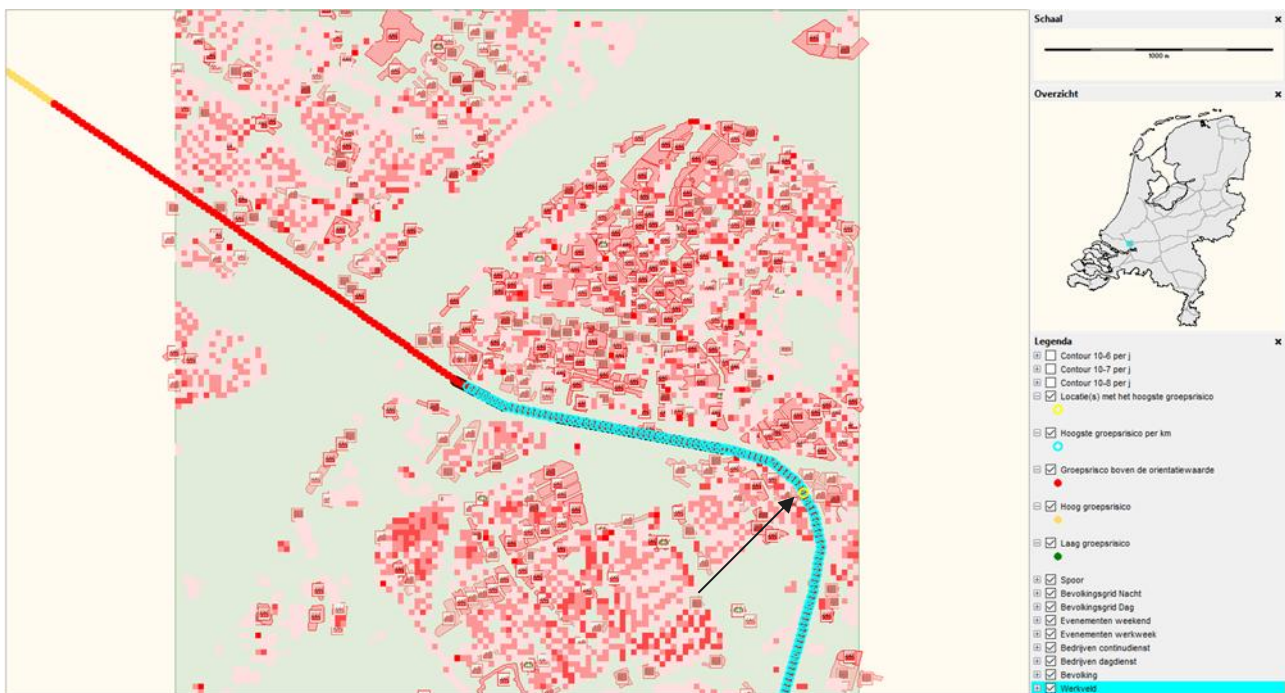 Schaal
1000 m
Overzicht
Legenda
Contour 10-6 per j
Contour 10-7 per j
Contour 10-8 per j
Locatie(s) met het hoogste groepsrisico
Hoogste groepsrisico per km
Groepsrisco boven de orientatiewaarde
Hoog groepsrisico
Laag groepsrisico
Spoor
Bevolkingsgrid Nacht
Bevolkingsgrid Dag
Evenementen weekend
Evenementen werkweek
Bedrijven continudienst
Bedrijven dagdienst
Bevolking
Werkveld